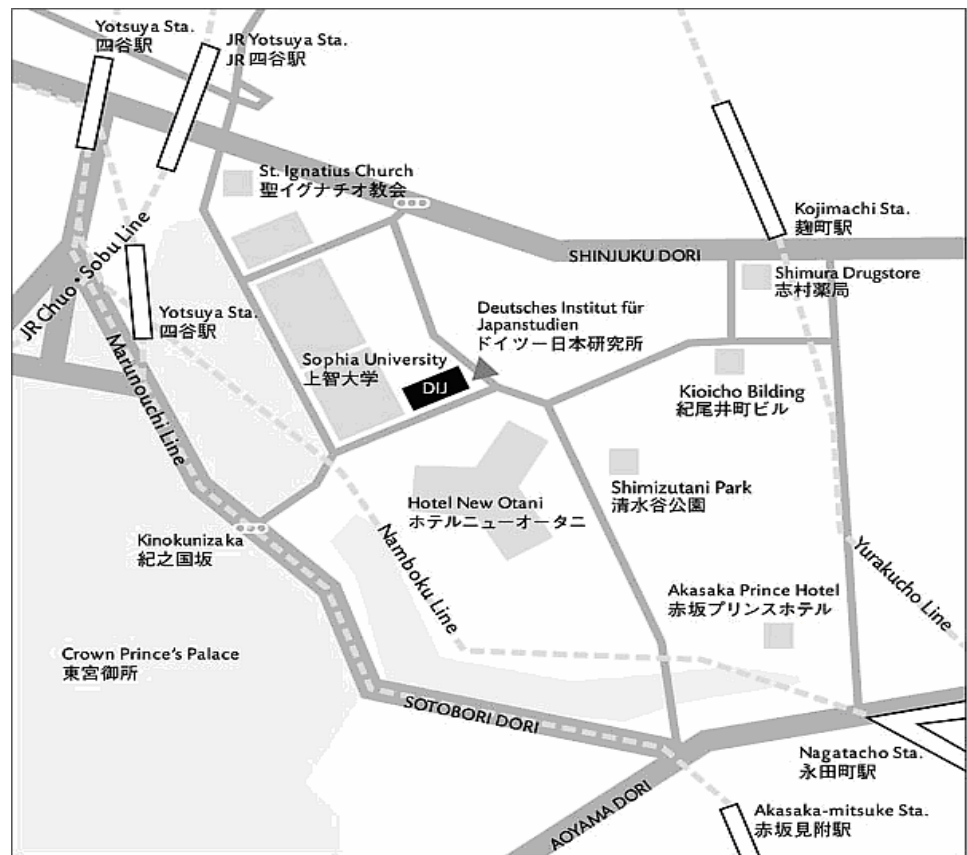 Yotsuya Sta.
四谷駅
JR Yotsuya Sta.
JR 四谷駅
St. Ignatius Church
聖イグナチオ教会
Kojimachi Sta.
麹町駅
SHINJUKU DORI
Shimura Drugstore
志村薬局
JR Chuo・Sobu Line
Yotsuya Sta.
四谷駅
Deutsches Institut für
Japanstudien
ドイツー日本研究所
Sophia University
上智大学
DIJ
Marunouchi Line
Kioicho Bilding
紀尾井町ビル
Hotel New Otani
ホテルニューオータニ
Shimizutani Park
清水谷公園
Kinokunizaka
紀之国坂
Namboku Line
Yurakucho Line
Akasaka Prince Hotel
赤坂プリンスホテル
Crown Prince's Palace
東宮御所
SOTOBORI DORI
Nagatacho Sta.
永田町駅
AOYAMA DORI
Akasaka-mitsuke Sta.
赤坂見附駅